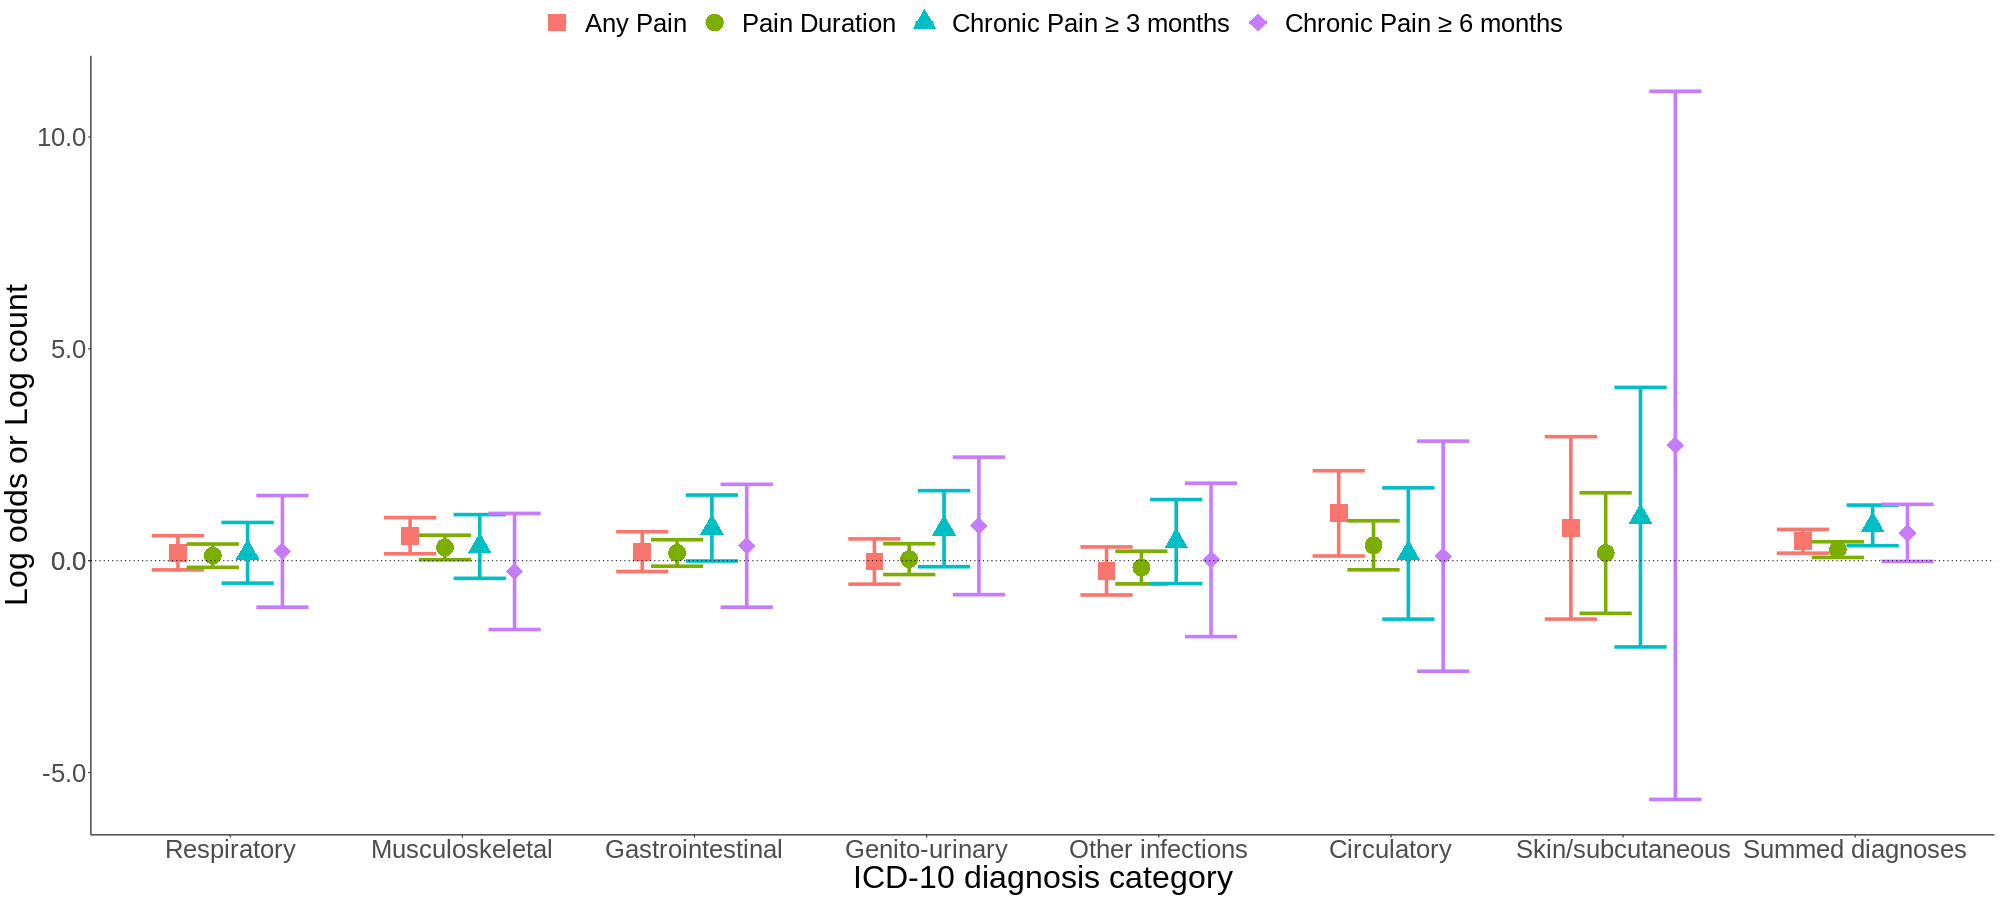 Any Pain Pain Duration Chronic Pain ≥ 3 months Chronic Pain ≥ 6 months
Log odds or Log count
10.0
5.0
0.0
-5.0
Respiratory Musculoskeletal Gastrointestinal Genito-urinary Other infections Circulatory Skin/subcutaneous Summed diagnoses
ICD-10 diagnosis category